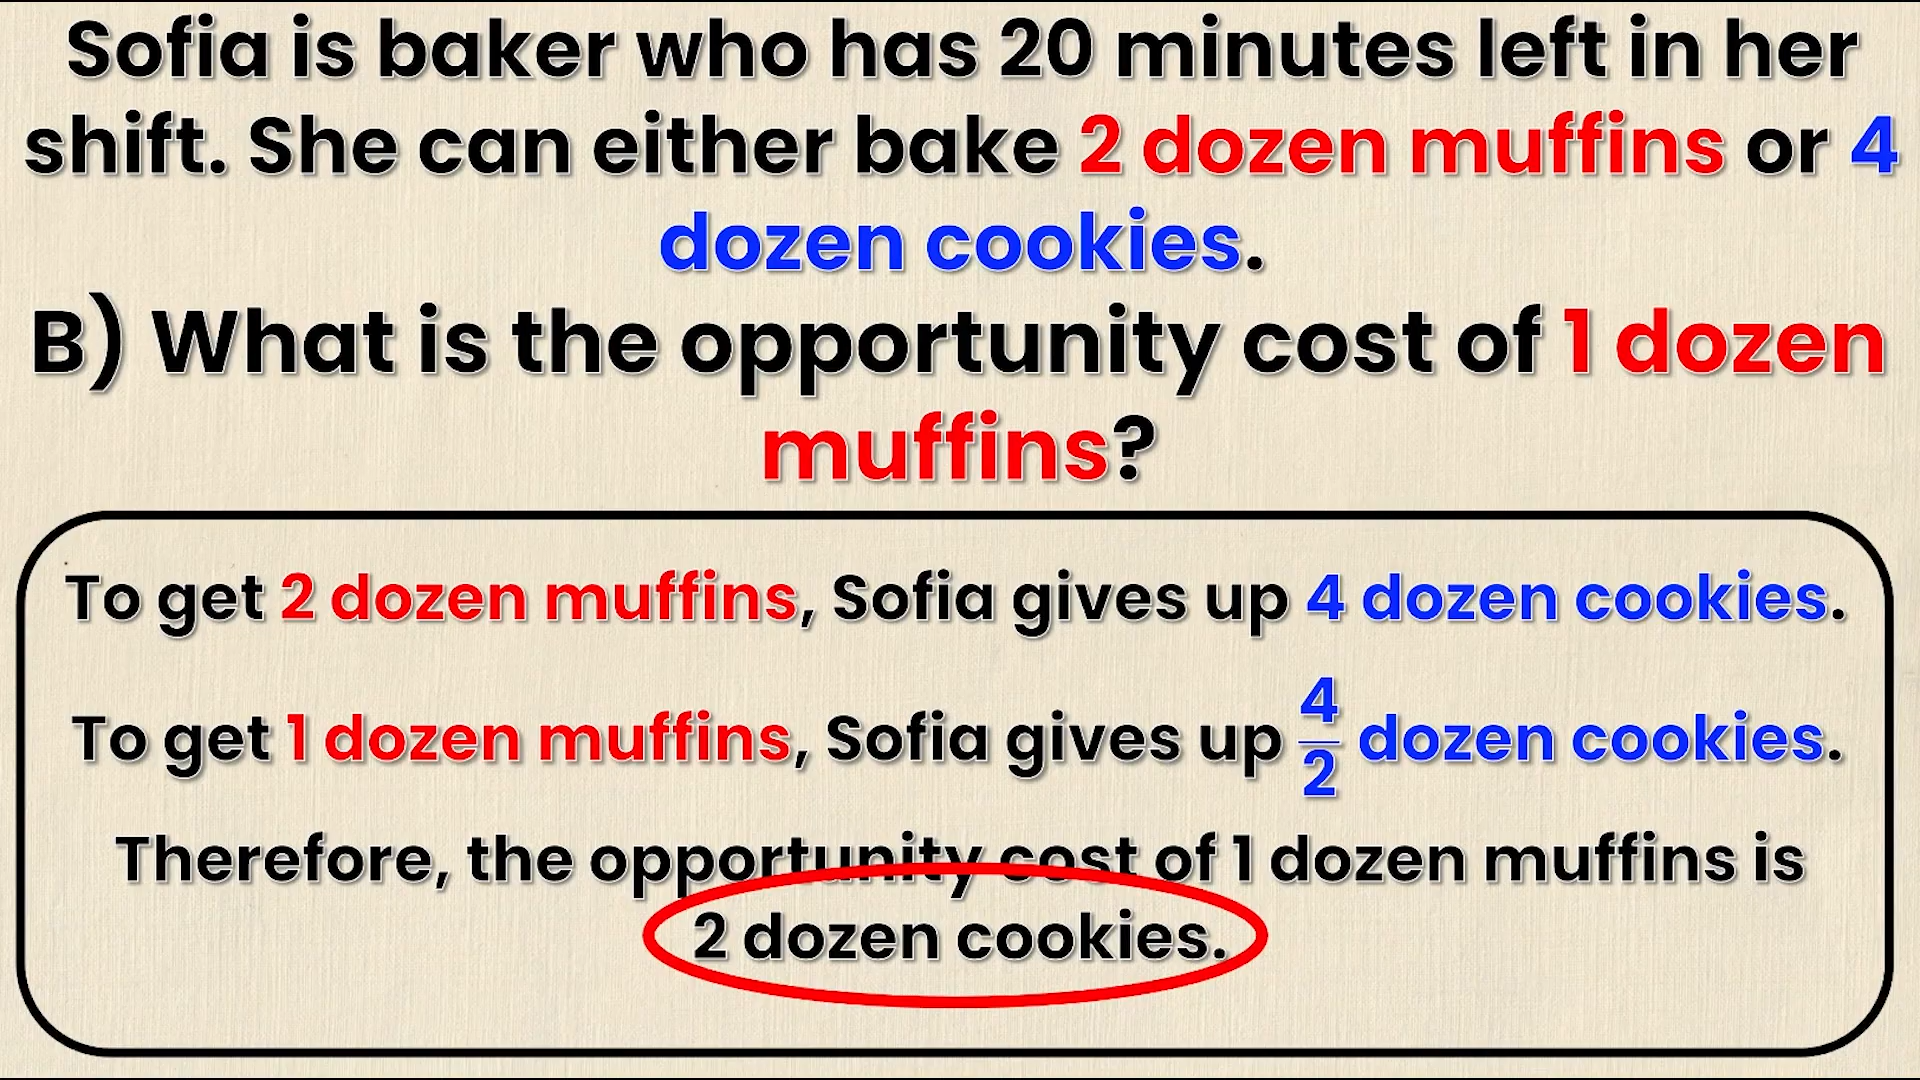 Sofia is baker who has 20 minutes left in her
shift. She can either bake 2 dozen muffins or 4
dozen cookies.
B) What is the opportunity cost of 1 dozen
muffins?
To get 2 dozen muffins, Sofia gives up 4 dozen cookies.
To get 1 dozen muffins, Sofia gives up 4/2 dozen cookies.
Therefore, the opportunity cost of 1 dozen muffins is
2 dozen cookies.